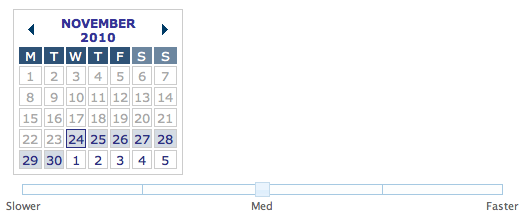 NOVEMBER
2010
M T W T F S S
1 2 3 4 5 6 7
8 9 10 11 12 13 14
15 16 17 18 19 20 21
22 23 24 25 26 27 28
29 30 1 2 3 4 5
Slower Med Faster